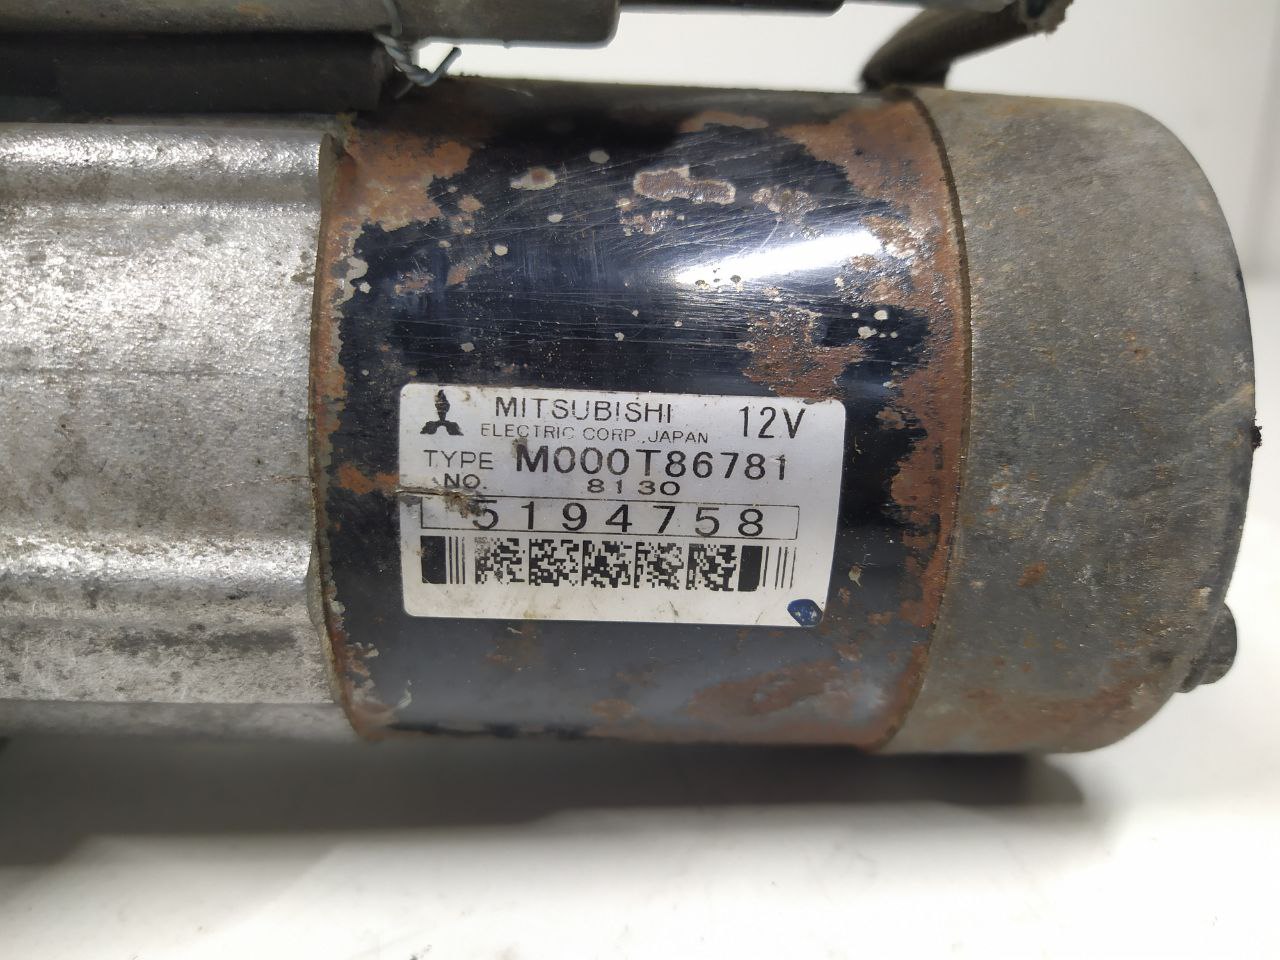 MITSUBISHI 12V
ELECTRIC CORP. JAPAN
TYPE M000T86781
NO. 8130
5194758